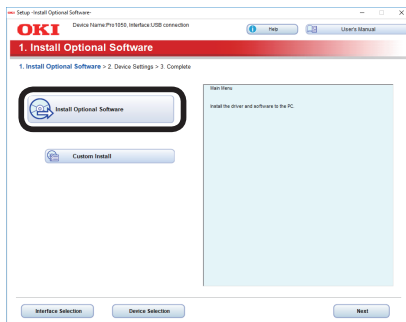 Setup -Install Optional Software-
OKI
Device Name:Pro1050, Interface:USB connection
Help
User's Manual
1. Install Optional Software
1. Install Optional Software > 2. Device Settings > 3. Complete
Install Optional Software
Custom Install
Main Menu
Install the driver and software to the PC.
Interface Selection
Device Selection
Next